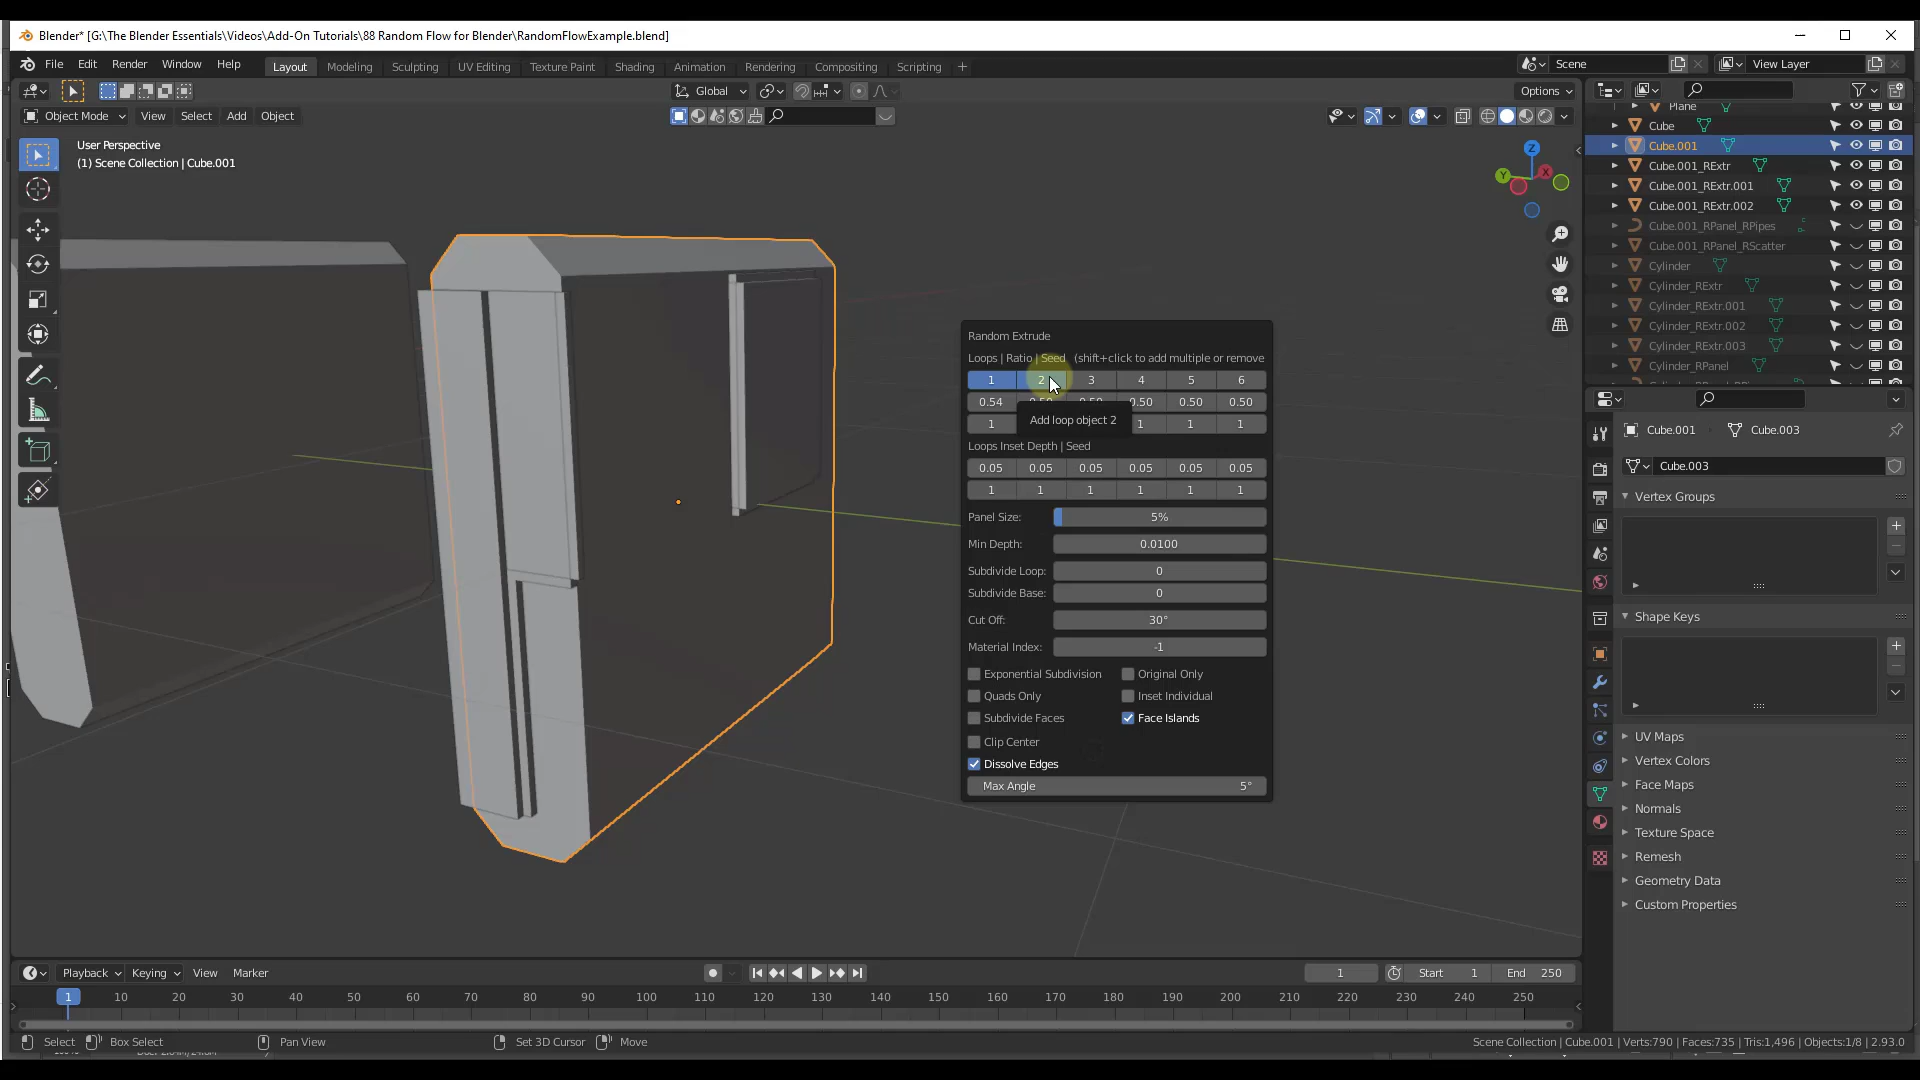 Blender* [G:\The Blender Essentials\Videos\Add-On Tutorials\88 Random Flow for Blender\RandomFlowExample.blend]
File Edit Render Window Help Layout Modeling Sculpting UV Editing Texture Paint Shading Animation Rendering Compositing Scripting + Scene View Layer
Global Options
Object Mode View Select Add Object
User Perspective
(1) Scene Collection | Cube.001
Z
Y
X
Plane
Cube
Cube.001
Cube.001_RExtr
Cube.001_RExtr.001
Cube.001_RExtr.002
Cube.001_RPanel_RPipes
Cube.001_RPanel_RScatter
Cylinder
Cylinder_RExtr
Cylinder_RExtr.001
Cylinder_RExtr.002
Cylinder_RExtr.003
Cylinder_RPanel
Random Extrude
Loops | Ratio | Seed (shift+click to add multiple or remove
1 2 3 4 5 6
0.54 0.50 0.50 0.50 0.50 0.50
1 1 1 1
Add loop object 2
Loops Inset Depth | Seed
0.05 0.05 0.05 0.05 0.05 0.05
1 1 1 1 1 1
Panel Size: 5%
Min Depth: 0.0100
Subdivide Loop: 0
Subdivide Base: 0
Cut Off: 30°
Material Index: -1
Exponential Subdivision Original Only
Quads Only Inset Individual
Subdivide Faces Face Islands
Clip Center
Dissolve Edges
Max Angle 5°
Cube.001 Cube.003
Cube.003
Vertex Groups
Shape Keys
UV Maps
Vertex Colors
Face Maps
Normals
Texture Space
Remesh
Geometry Data
Custom Properties
Playback Keying View Marker 1 Start 1 End 250
1 10 20 30 40 50 60 70 80 90 100 110 120 130 140 150 160 170 180 190 200 210 220 230 240 250
Select Box Select Pan View Set 3D Cursor Move Scene Collection | Cube.001 | Verts:790 | Faces:735 | Tris:1,496 | Objects:1/8 | 2.93.0